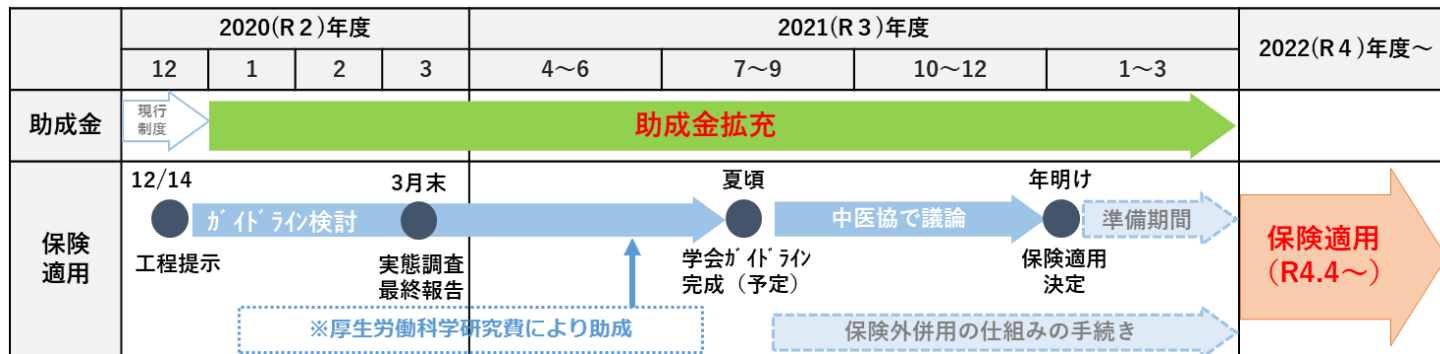 2020(R２)年度
2021(R３)年度
2022(R４)年度～
12
1
2
3
4～6
7～9
10～12
1～3
助成金
現行
制度
助成金拡充
保険
適用
12/14
3月末
夏頃
年明け
ｶﾞｲﾄﾞﾗｲﾝ検討
中医協で議論
準備期間
工程提示
実態調査
最終報告
学会ｶﾞｲﾄﾞﾗｲﾝ
完成（予定）
保険適用
決定
保険適用
（R4.4～）
※厚生労働科学研究費により助成
保険外併用の仕組みの手続き